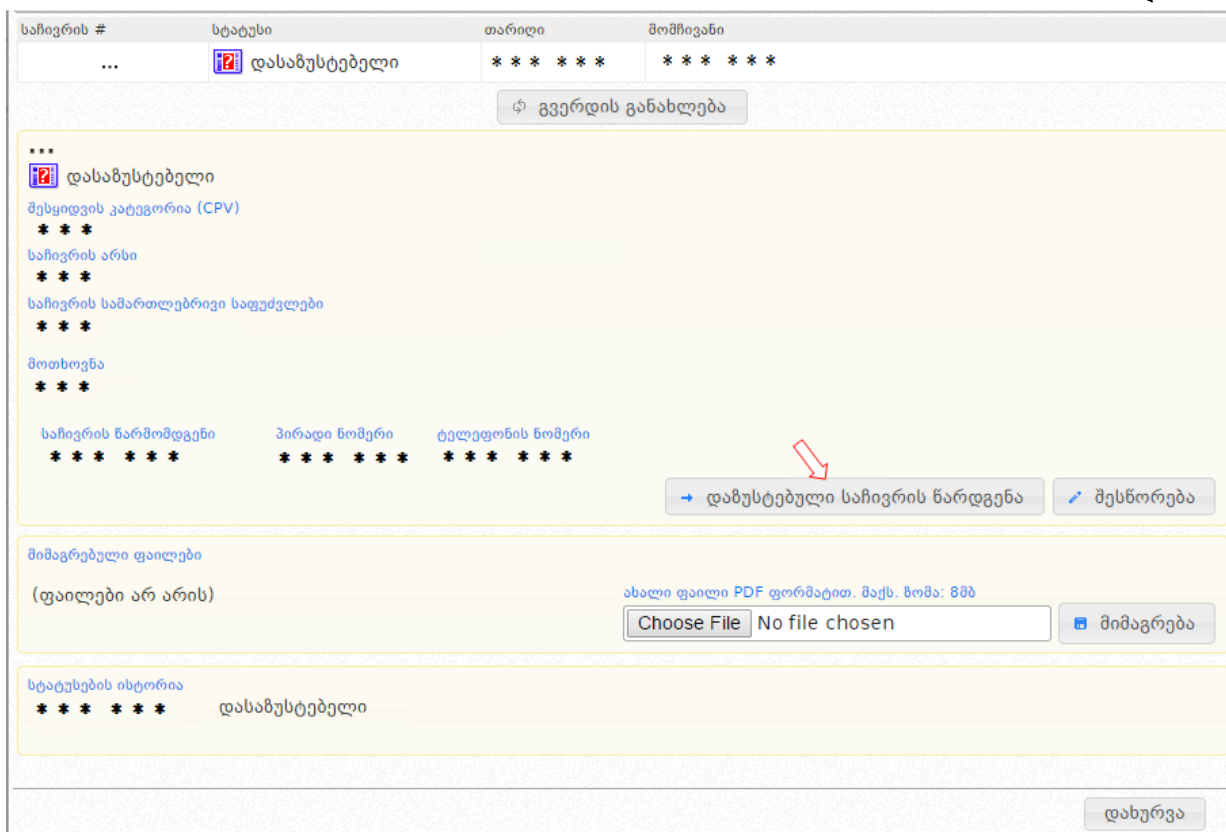 საჩივრის # სტატუსი თარიღი მომჩივანი
... დასაზუსტებელი * * * * * * * * * * * *
გვერდის განახლება
...
დასაზუსტებელი
შესყიდვის კატეგორია (CPV)
* * *
საჩივრის არსი
* * *
საჩივრის სამართლებრივი საფუძვლები
* * *
მოთხოვნა
* * *
საჩივრის წარმომდგენი პირადი ნომერი ტელეფონის ნომერი
* * * * * * * * * * * * * * * * * *
დაზუსტებული საჩივრის წარდგენა შესწორება
მიმაგრებული ფაილები
(ფაილები არ არის) ახალი ფაილი PDF ფორმატით. მაქს. ზომა: 8მბ
Choose File No file chosen მიმაგრება
სტატუსების ისტორია
* * * * * * დასაზუსტებელი
დახურვა